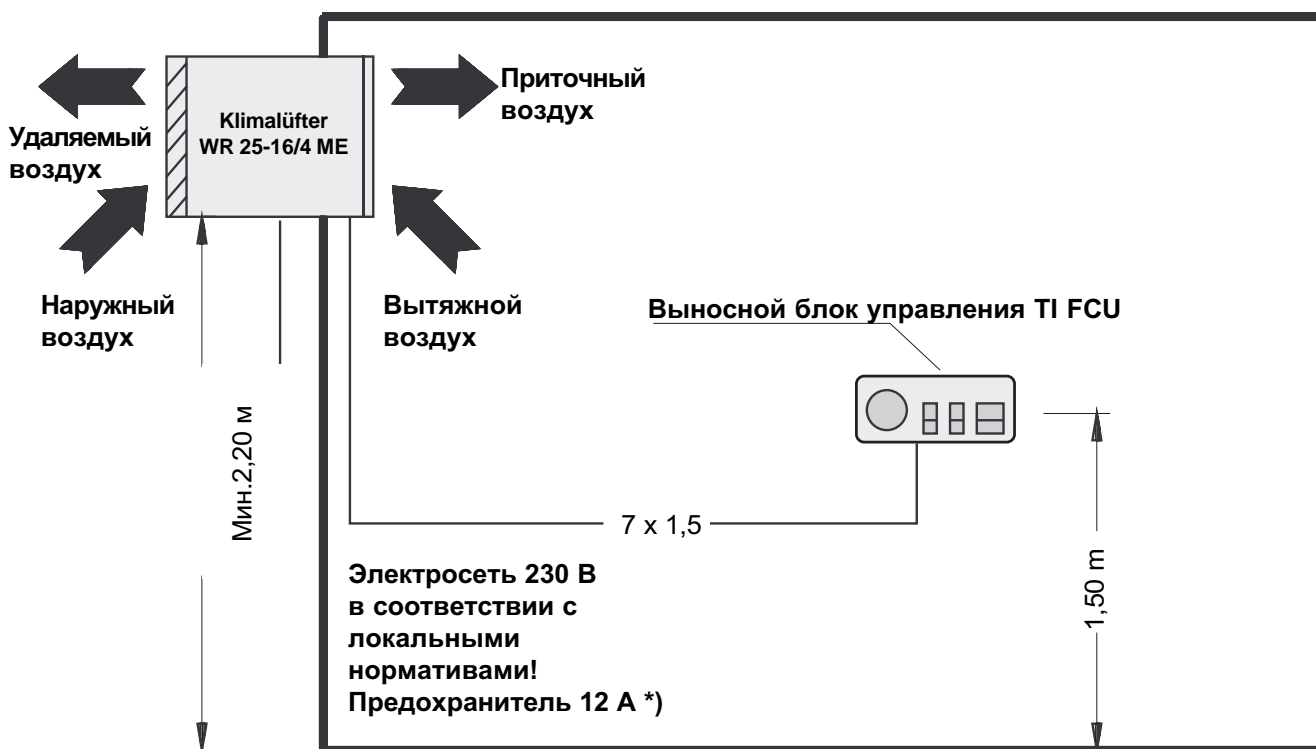 Приточный
воздух
Klimalüfter
WR 25-16/4 ME
Удаляемый
воздух
Наружный
воздух
Вытяжной
воздух
Выносной блок управления TI FCU
Мин.2,20 м
7 x 1,5
1,50 m
Электросеть 230 В
в соответствии с
локальными
нормативами!
Предохранитель 12 А *)